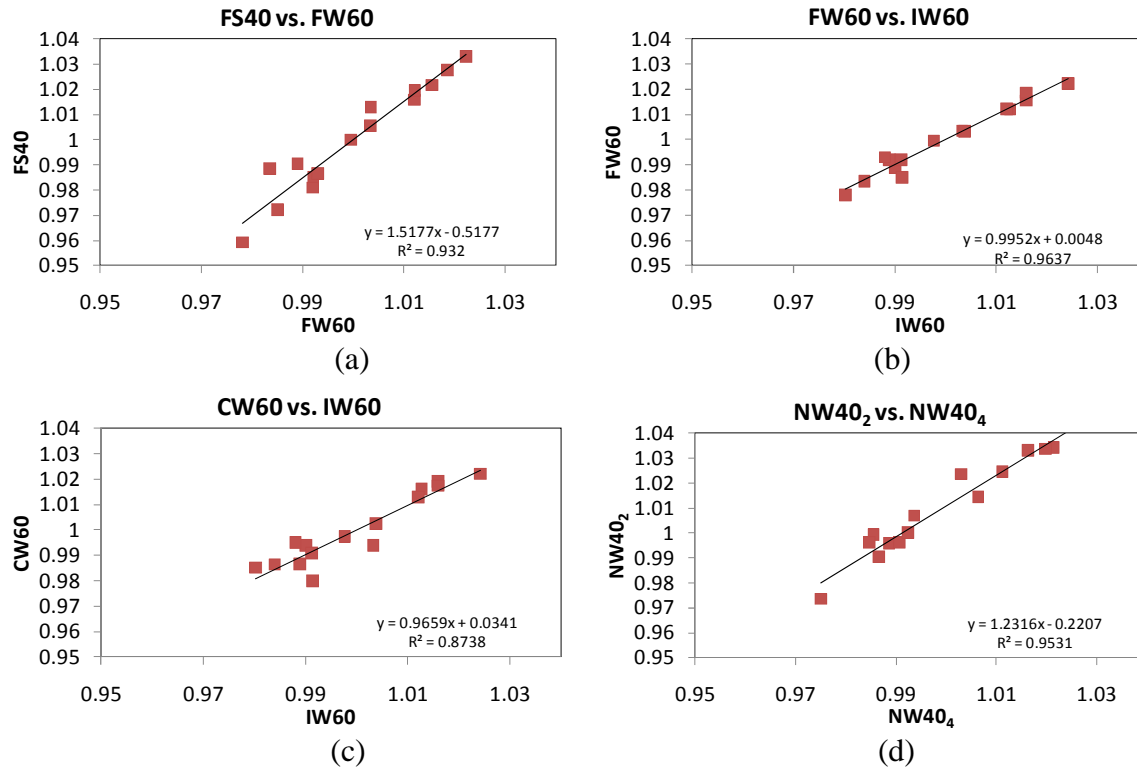 FS40 vs. FW60
1.04
1.03
1.02
1.01
1
0.99
0.98
0.97
0.96
0.95
FS40
y = 1.5177x - 0.5177
R² = 0.932
0.95 0.97 0.99 1.01 1.03
FW60
(a)
FW60 vs. IW60
1.04
1.03
1.02
1.01
1
0.99
0.98
0.97
0.96
0.95
FW60
y = 0.9952x + 0.0048
R² = 0.9637
0.95 0.97 0.99 1.01 1.03
IW60
(b)
CW60 vs. IW60
1.04
1.03
1.02
1.01
1
0.99
0.98
0.97
0.96
0.95
CW60
y = 0.9659x + 0.0341
R² = 0.8738
0.95 0.97 0.99 1.01 1.03
IW60
(c)
NW40₂ vs. NW40₄
1.04
1.03
1.02
1.01
1
0.99
0.98
0.97
0.96
0.95
NW40₂
y = 1.2316x - 0.2207
R² = 0.9531
0.95 0.97 0.99 1.01 1.03
NW40₄
(d)